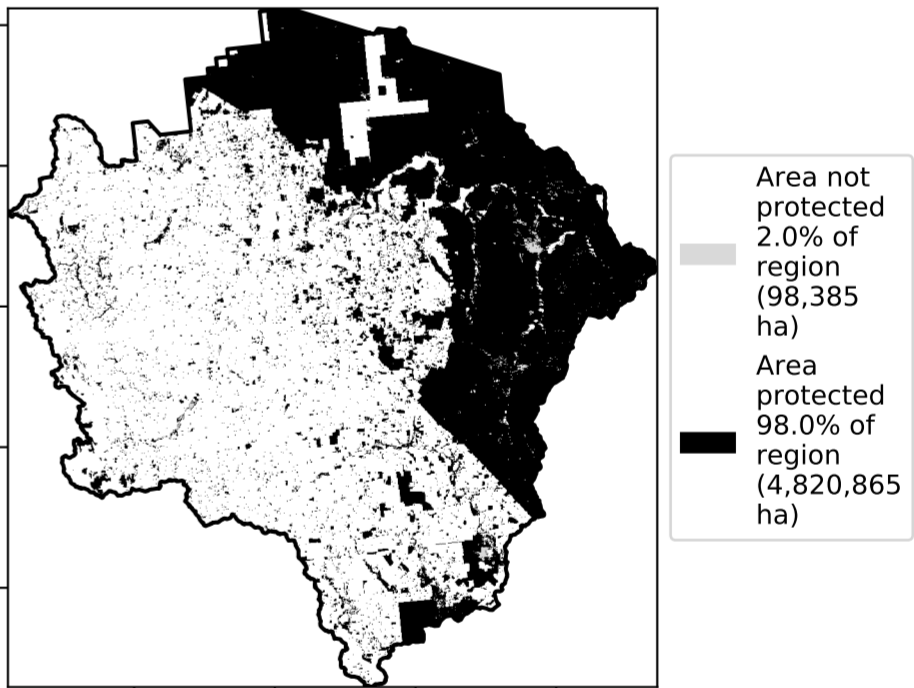 Area not
protected
2.0% of
region
(98,385
ha)
Area
protected
98.0% of
region
(4,820,865
ha)